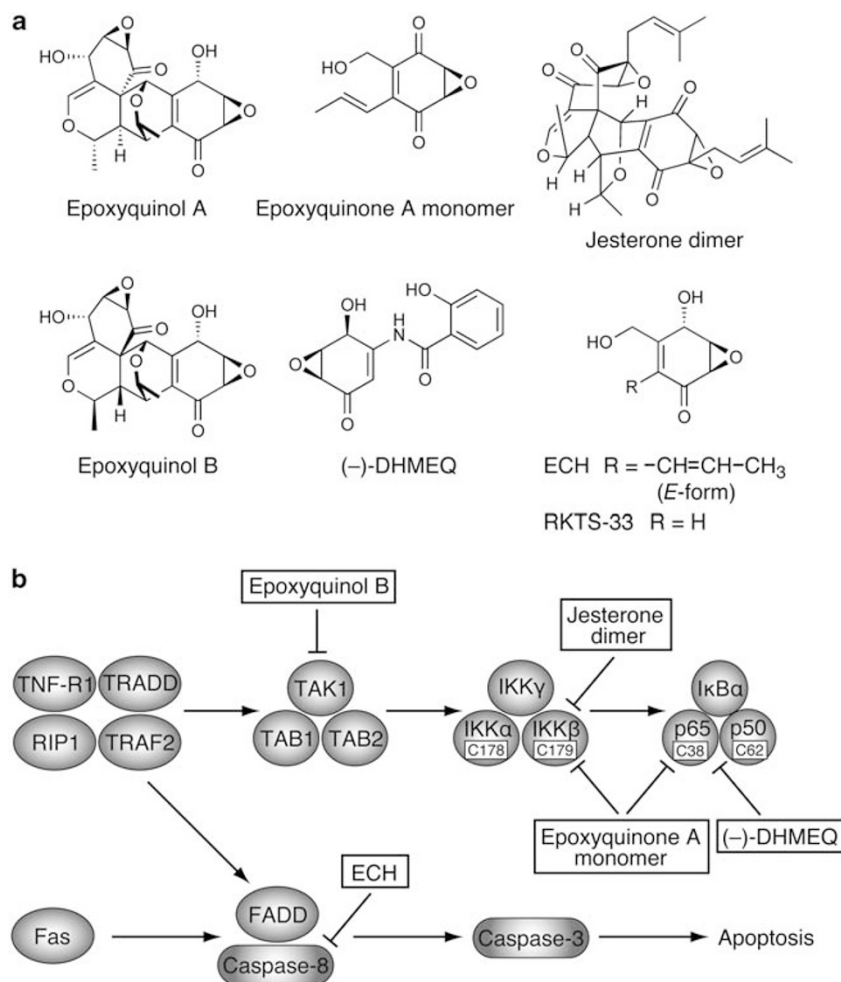 a
O
HO
OH
O
O
O
H
O
O
Epoxyquinol A
O
HO
O
O
Epoxyquinone A monomer
O
O
O
O
H
O
O
O
H
H
O
O
H
Jesterone dimer
O
HO
OH
O
O
O
H
O
O
Epoxyquinol B
OH
HO
H
N
O
O
O
(–)-DHMEQ
OH
HO
O
R
O
ECH R = –CH=CH–CH3
(E-form)
RKTS-33 R = H
b
Epoxyquinol B
Jesterone
dimer
TNF-R1 TRADD
RIP1 TRAF2
TAK1
TAB1 TAB2
IKKγ
IKKα IKKβ
C178 C179
IκBα
p65 p50
C38 C62
Epoxyquinone A
monomer
(–)-DHMEQ
ECH
Fas
FADD
Caspase-8
Caspase-3
Apoptosis